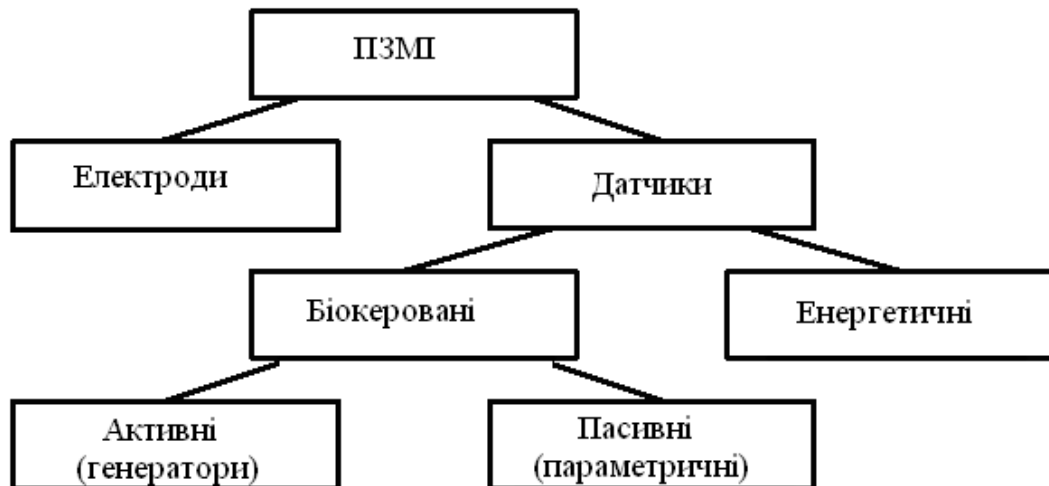 ПЗМІ
Електроди
Датчики
Біокеровані
Енергетичні
Активні
(генератори)
Пасивні
(параметричні)